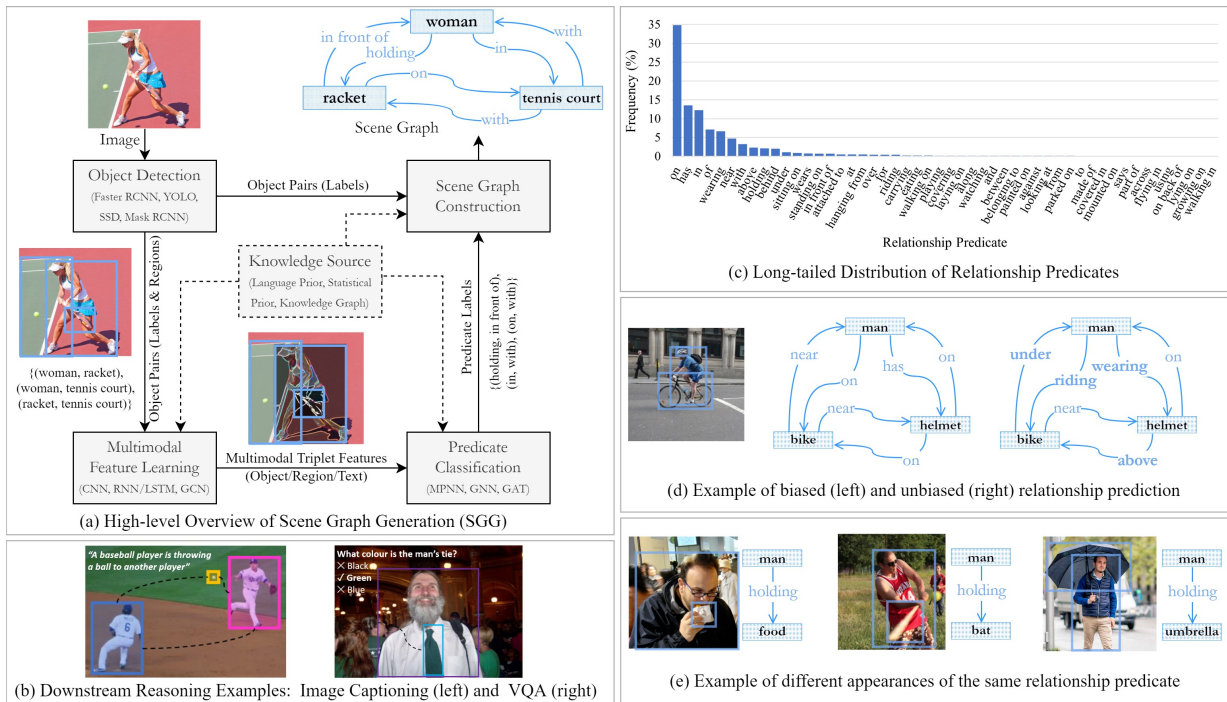 Image
Object Detection
(Faster RCNN, YOLO,
SSD, Mask RCNN)
Object Pairs (Labels)
Scene Graph
Construction
Scene Graph
woman
racket
tennis court
in front of
holding
in
with
on
with
Knowledge Source
(Language Prior, Statistical
Prior, Knowledge Graph)
Object Pairs (Labels & Regions)
{(woman, racket),
(woman, tennis court),
(racket, tennis court)}
Predicate Labels
{(holding, in front of),
(in, with), (on, with)}
Multimodal
Feature Learning
(CNN, RNN/LSTM, GCN)
Multimodal Triplet Features
(Object/Region/Text)
Predicate
Classification
(MPNN, GNN, GAT)
(a) High-level Overview of Scene Graph Generation (SGG)
"A baseball player is throwing
a ball to another player"
6
What colour is the man's tie?
✕ Black
✓ Green
✕ Blue
(b) Downstream Reasoning Examples: Image Captioning (left) and VQA (right)
Frequency (%)
35
30
25
20
15
10
5
0
on
has
in
of
wearing
near
with
above
holding
behind
under
sitting on
wears
standing on
in front of
attached to
at
hanging from
over
for
riding
carrying
eating
walking on
playing
covering
laying on
along
watching
and
between
belonging to
painted on
against
looking at
from
parked on
to
made of
covered in
mounted on
says
part of
across
flying in
using
on back of
lying on
growing on
walking in
Relationship Predicate
(c) Long-tailed Distribution of Relationship Predicates
man
near
on
has
on
near
bike
helmet
on
man
under
riding
wearing
on
near
bike
helmet
above
(d) Example of biased (left) and unbiased (right) relationship prediction
man
holding
food
man
holding
bat
man
holding
umbrella
(e) Example of different appearances of the same relationship predicate